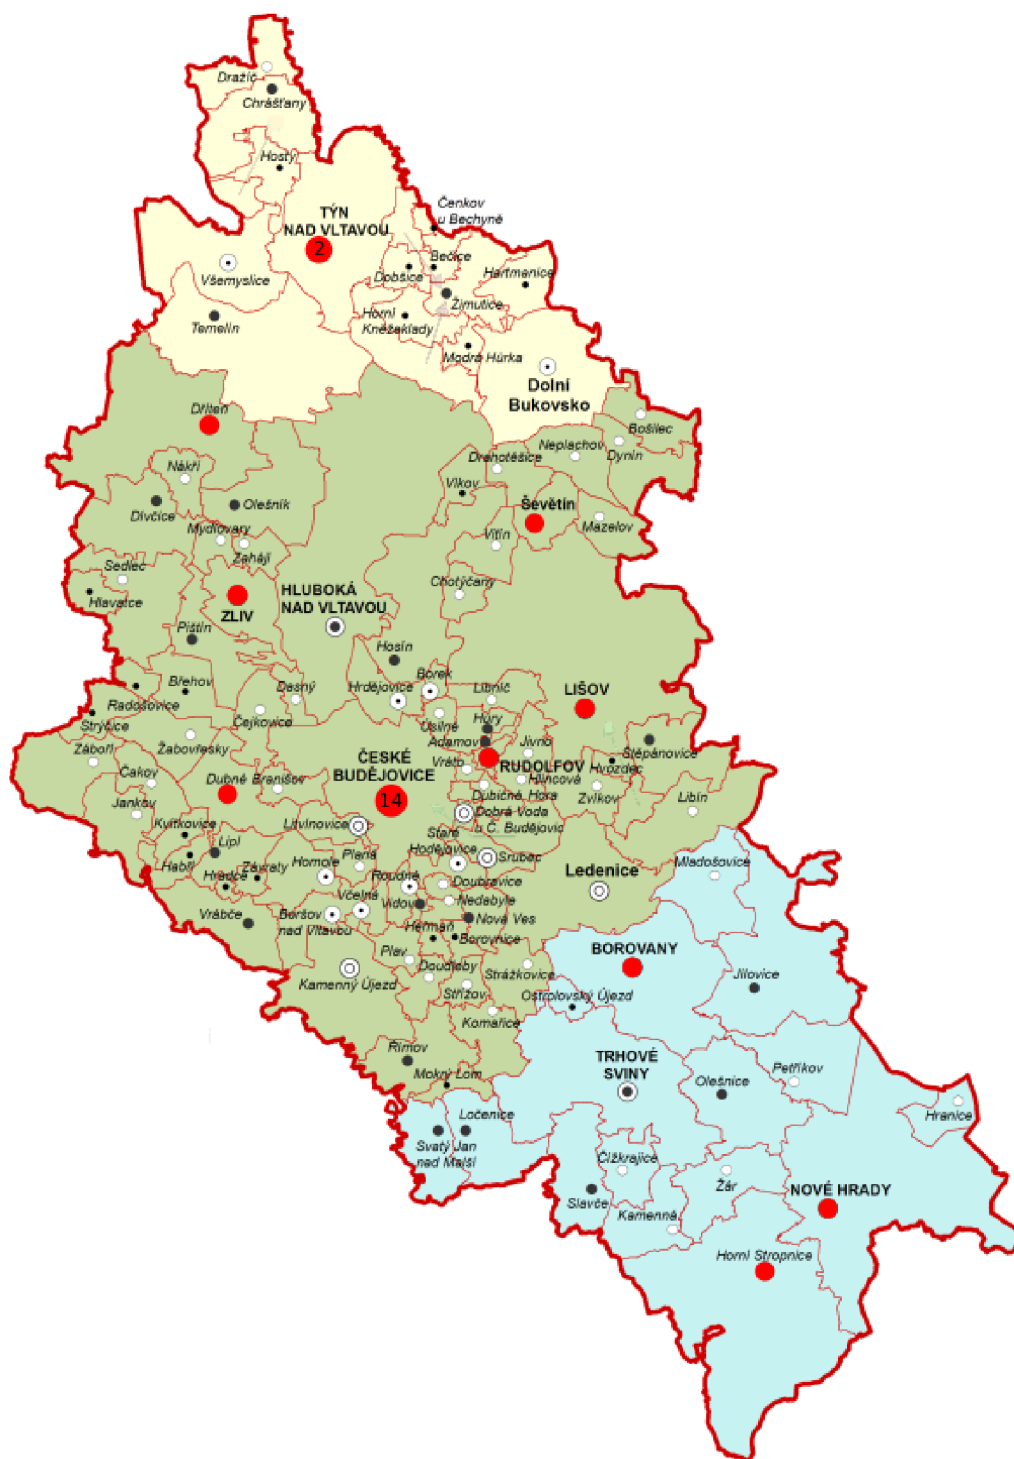 Dražíč
Chrášťany
Hosty
TÝN
NAD VLTAVOU
2
Čenkov
u Bechyně
Všemyslice
Dobšice
Bečice
Hartmanice
Žimutice
Temelín
Horní
Kněžeklady
Modrá Hůrka
Dolní
Bukovsko
Dříteň
Bošilec
Neplachov
Dynín
Drahotěšice
Nákří
Vlkov
Ševětín
Olešník
Dívčice
Mazelov
Mydlovary
Vitín
Zahájí
Sedlec
Chotýčany
HLUBOKÁ
NAD VLTAVOU
Hlavatce
ZLIV
Pištín
Hosín
Borek
Břehov
Dasný
Hrdějovice
Libníč
LIŠOV
Radošovice
Čejkovice
Strýčice
Úsilné
Hůry
Adamov
Jivno
Štěpánovice
Záboří
Žabovřesky
ČESKÉ
BUDĚJOVICE
Vráto
RUDOLFOV
Hvozdec
Čakov
Dubné
Branišov
Hlincová
Hora
Dubičné
Zvíkov
Libín
14
Jankov
Dobrá Voda
u Č. Budějovic
Litvínovice
Kvítkovice
Staré
Hodějovice
Lipí
Srubec
Habří
Závraty
Homole
Planá
Ledenice
Mladošovice
Hradce
Roudné
Doubravice
Včelná
Vidov
Nedabyle
Vrábče
Boršov
nad Vltavou
Nová Ves
Heřmaň
Borovnice
BOROVANY
Plav
Doudleby
Strážkovice
Jílovice
Kamenný Újezd
Střížov
Ostrolovský Újezd
Komařice
Římov
TRHOVÉ
SVINY
Mokrý Lom
Olešnice
Petříkov
Hranice
Ločenice
Svatý Jan
nad Malší
Čížkrajice
Žár
Slavče
NOVÉ HRADY
Kamenná
Horní Stropnice